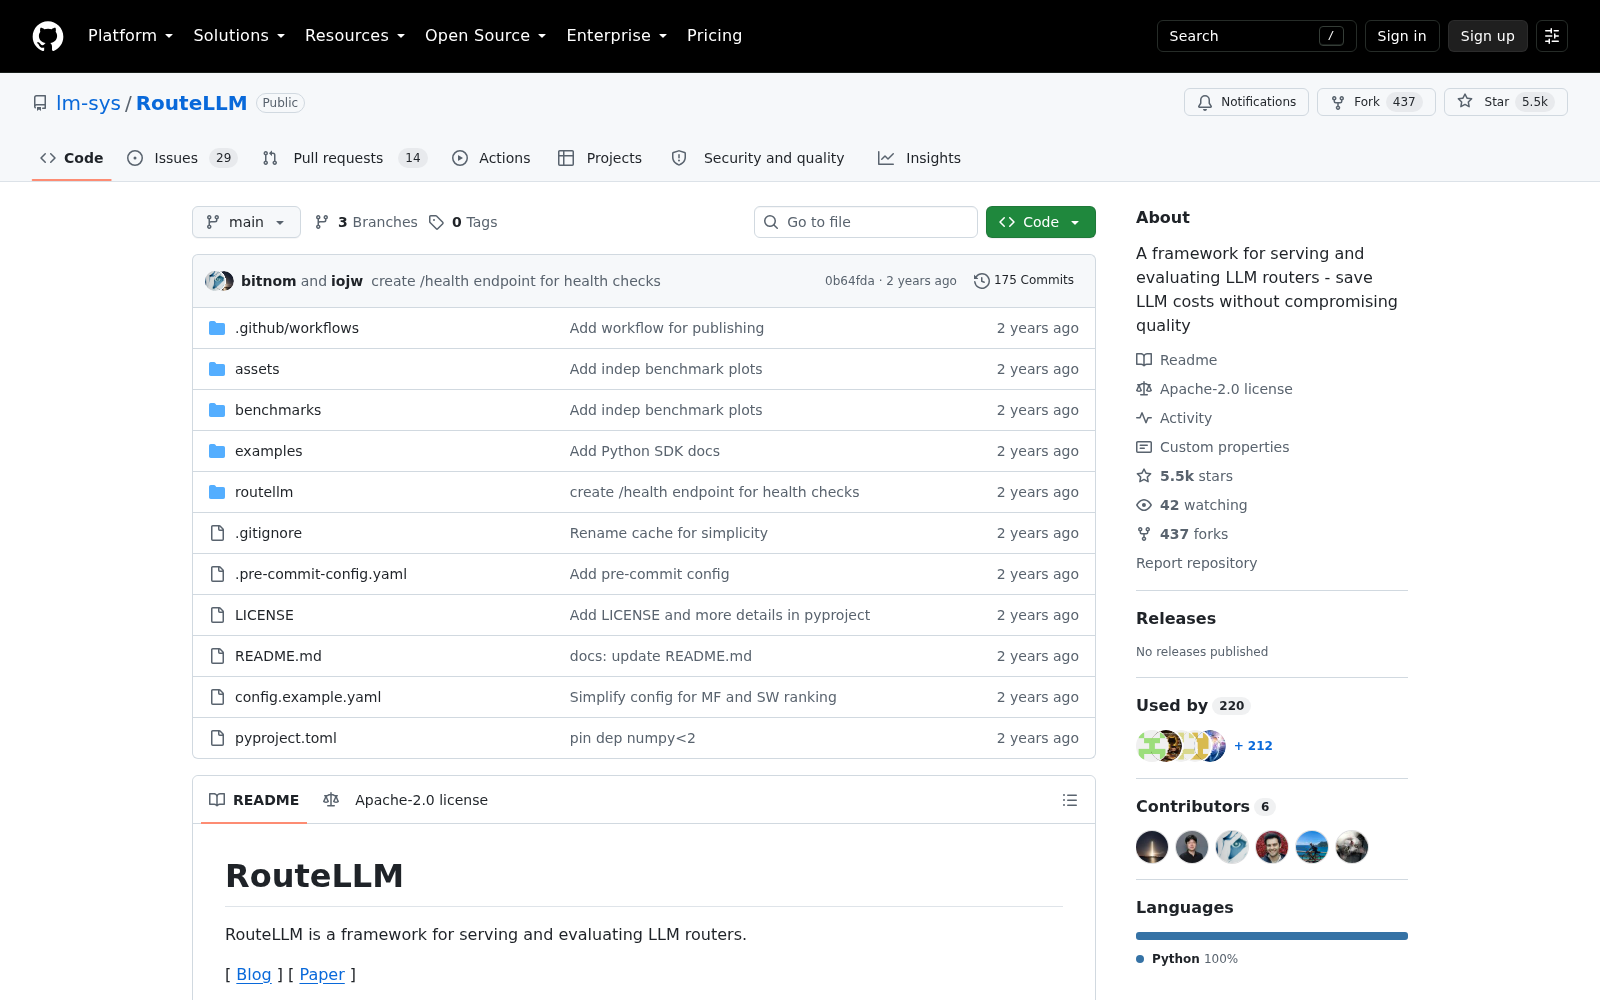 Platform Solutions Resources Open Source Enterprise Pricing Search / Sign in Sign up
lm-sys/RouteLLM Public Notifications Fork 437 Star 5.5k
Code Issues 29 Pull requests 14 Actions Projects Security and quality Insights
main 3 Branches 0 Tags Go to file Code
bitnom and iojw create /health endpoint for health checks 0b64fda · 2 years ago 175 Commits
.github/workflows Add workflow for publishing 2 years ago
assets Add indep benchmark plots 2 years ago
benchmarks Add indep benchmark plots 2 years ago
examples Add Python SDK docs 2 years ago
routellm create /health endpoint for health checks 2 years ago
.gitignore Rename cache for simplicity 2 years ago
.pre-commit-config.yaml Add pre-commit config 2 years ago
LICENSE Add LICENSE and more details in pyproject 2 years ago
README.md docs: update README.md 2 years ago
config.example.yaml Simplify config for MF and SW ranking 2 years ago
pyproject.toml pin dep numpy<2 2 years ago
README Apache-2.0 license
RouteLLM
RouteLLM is a framework for serving and evaluating LLM routers.
[ Blog ] [ Paper ]
About
A framework for serving and
evaluating LLM routers - save
LLM costs without compromising
quality
Readme
Apache-2.0 license
Activity
Custom properties
5.5k stars
42 watching
437 forks
Report repository
Releases
No releases published
Used by 220
+ 212
Contributors 6
Languages
Python 100%